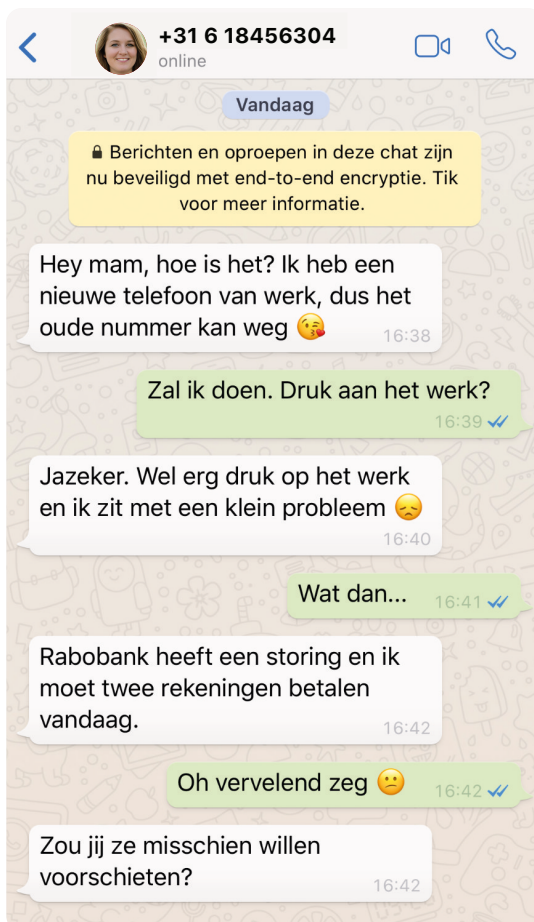 +31 6 18456304
online
Vandaag
🔒 Berichten en oproepen in deze chat zijn
nu beveiligd met end-to-end encryptie. Tik
voor meer informatie.
Hey mam, hoe is het? Ik heb een
nieuwe telefoon van werk, dus het
oude nummer kan weg 😘
16:38
Zal ik doen. Druk aan het werk?
16:39
Jazeker. Wel erg druk op het werk
en ik zit met een klein probleem 😞
16:40
Wat dan... 16:41
Rabobank heeft een storing en ik
moet twee rekeningen betalen
vandaag.
16:42
Oh vervelend zeg 😕 16:42
Zou jij ze misschien willen
voorschieten?
16:42